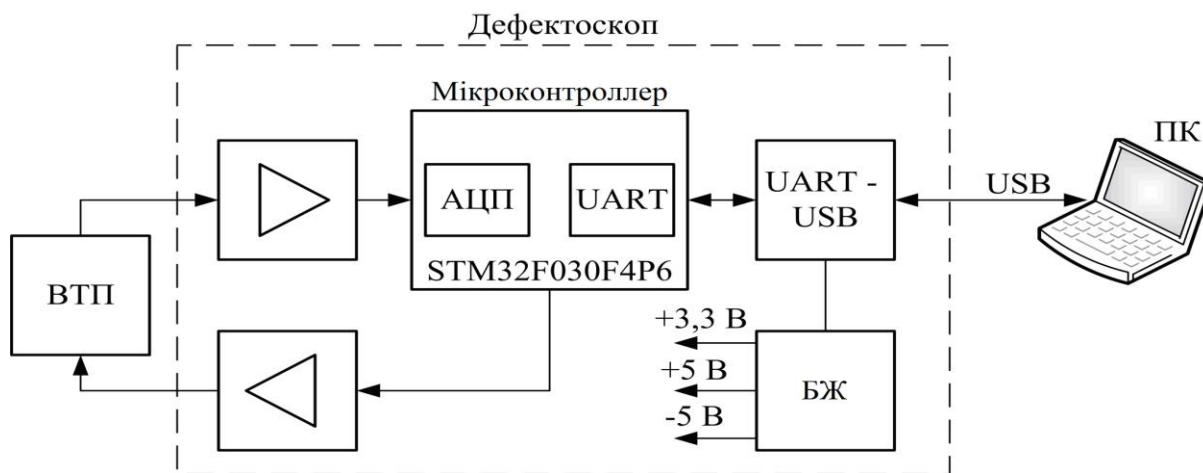 Дефектоскоп
Мікроконтроллер
ПК
АЦП
UART
UART -
USB
USB
STM32F030F4P6
ВТП
+3,3 В
+5 В
-5 В
БЖ